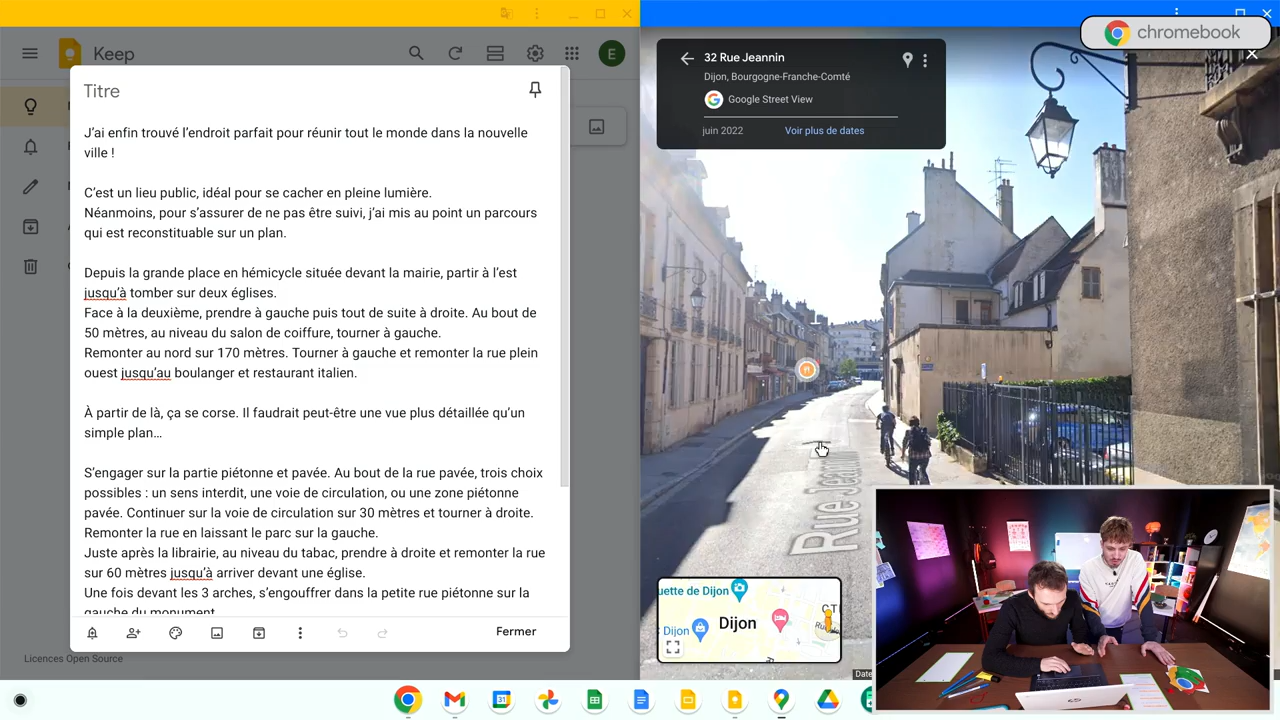 chromebook
Keep
E
Titre
J'ai enfin trouvé l'endroit parfait pour réunir tout le monde dans la nouvelle
ville !
C'est un lieu public, idéal pour se cacher en pleine lumière.
Néanmoins, pour s'assurer de ne pas être suivi, j'ai mis au point un parcours
qui est reconstituable sur un plan.
Depuis la grande place en hémicycle située devant la mairie, partir à l'est
jusqu'à tomber sur deux églises.
Face à la deuxième, prendre à gauche puis tout de suite à droite. Au bout de
50 mètres, au niveau du salon de coiffure, tourner à gauche.
Remonter au nord sur 170 mètres. Tourner à gauche et remonter la rue plein
ouest jusqu'au boulanger et restaurant italien.
À partir de là, ça se corse. Il faudrait peut-être une vue plus détaillée qu'un
simple plan…
S'engager sur la partie piétonne et pavée. Au bout de la rue pavée, trois choix
possibles : un sens interdit, une voie de circulation, ou une zone piétonne
pavée. Continuer sur la voie de circulation sur 30 mètres et tourner à droite.
Remonter la rue en laissant le parc sur la gauche.
Juste après la librairie, au niveau du tabac, prendre à droite et remonter la rue
sur 60 mètres jusqu'à arriver devant une église.
Une fois devant les 3 arches, s'engouffrer dans la petite rue piétonne sur la
gauche du monument
Fermer
Licences Open Source
32 Rue Jeannin
Dijon, Bourgogne-Franche-Comté
Google Street View
juin 2022 Voir plus de dates
Rue Jeannin
uette de Dijon
Dijon
Dijon
CT
Date
31